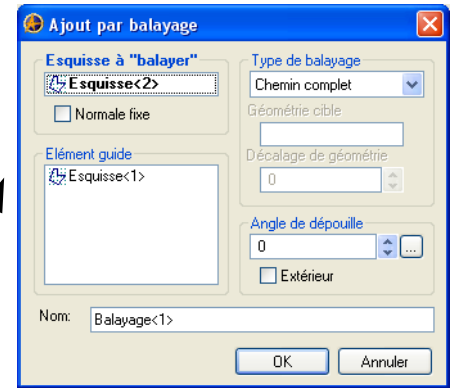 Ajout par balayage
Esquisse à "balayer"
Esquisse<2>
Normale fixe
Elément guide
Esquisse<1>
Type de balayage
Chemin complet
Géométrie cible
Décalage de géométrie
0
Angle de dépouille
0
...
Extérieur
Nom: Balayage<1>
OK Annuler